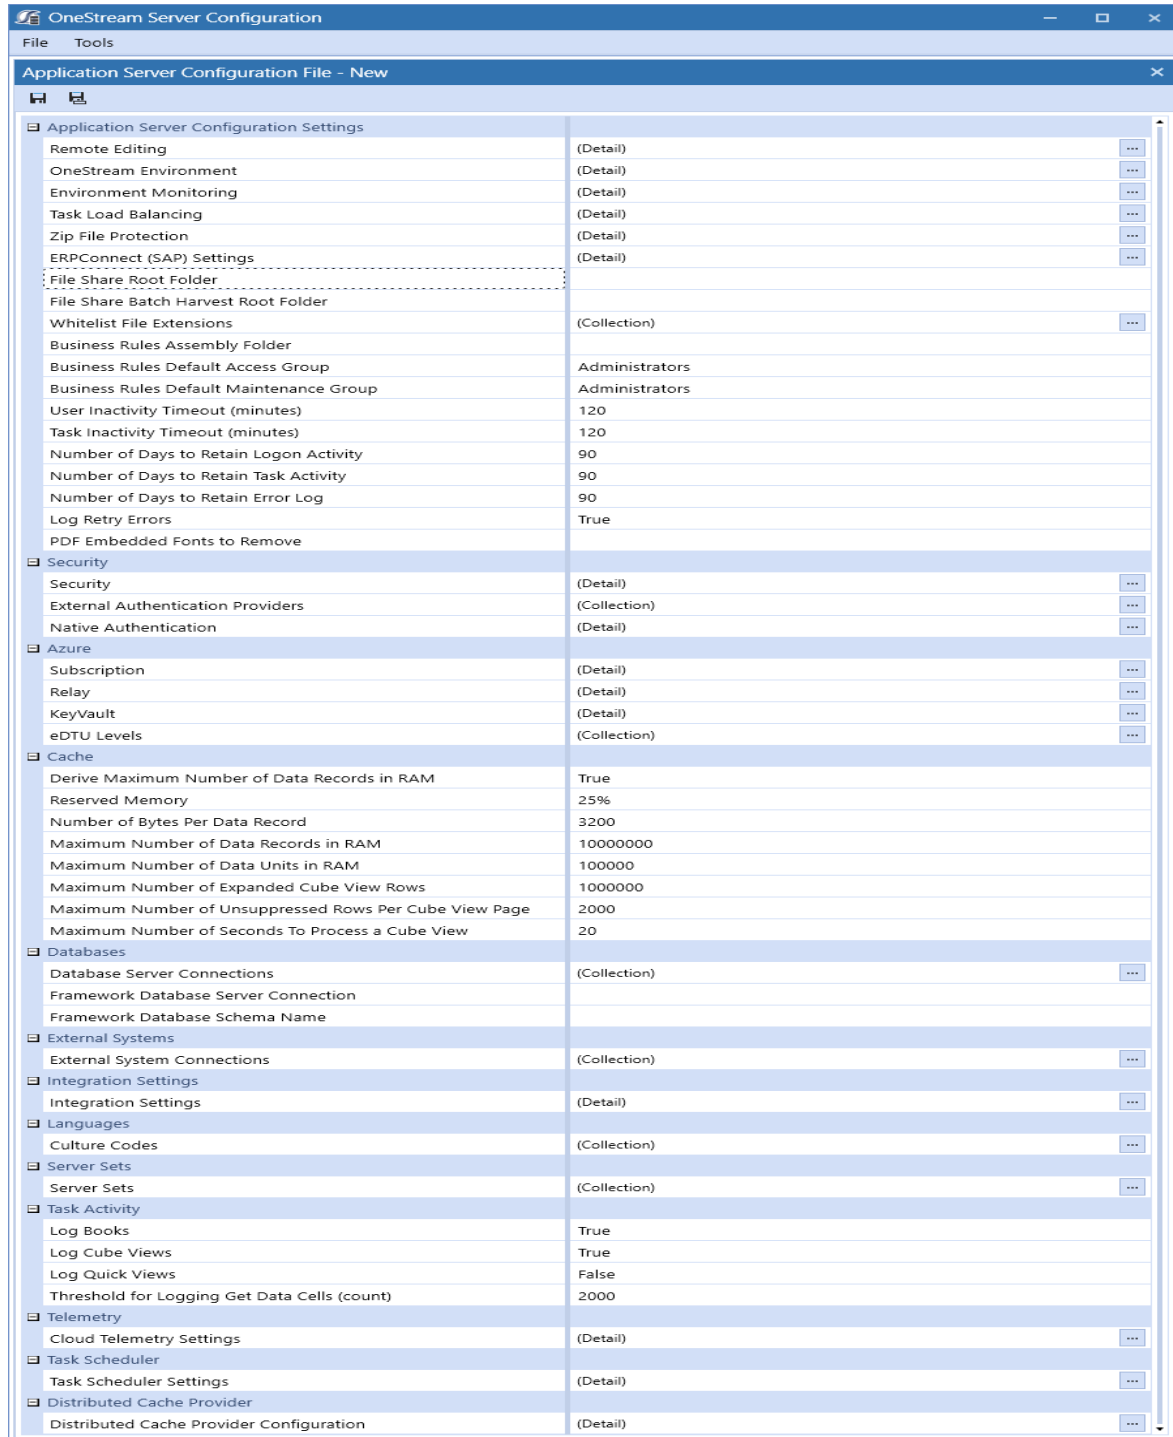 OneStream Server Configuration
File Tools
Application Server Configuration File - New
Application Server Configuration Settings
Remote Editing (Detail) ...
OneStream Environment (Detail) ...
Environment Monitoring (Detail) ...
Task Load Balancing (Detail) ...
Zip File Protection (Detail) ...
ERPConnect (SAP) Settings (Detail) ...
File Share Root Folder
File Share Batch Harvest Root Folder
Whitelist File Extensions (Collection) ...
Business Rules Assembly Folder
Business Rules Default Access Group Administrators
Business Rules Default Maintenance Group Administrators
User Inactivity Timeout (minutes) 120
Task Inactivity Timeout (minutes) 120
Number of Days to Retain Logon Activity 90
Number of Days to Retain Task Activity 90
Number of Days to Retain Error Log 90
Log Retry Errors True
PDF Embedded Fonts to Remove
Security
Security (Detail) ...
External Authentication Providers (Collection) ...
Native Authentication (Detail) ...
Azure
Subscription (Detail) ...
Relay (Detail) ...
KeyVault (Detail) ...
eDTU Levels (Collection) ...
Cache
Derive Maximum Number of Data Records in RAM True
Reserved Memory 25%
Number of Bytes Per Data Record 3200
Maximum Number of Data Records in RAM 10000000
Maximum Number of Data Units in RAM 100000
Maximum Number of Expanded Cube View Rows 1000000
Maximum Number of Unsuppressed Rows Per Cube View Page 2000
Maximum Number of Seconds To Process a Cube View 20
Databases
Database Server Connections (Collection) ...
Framework Database Server Connection
Framework Database Schema Name
External Systems
External System Connections (Collection) ...
Integration Settings
Integration Settings (Detail) ...
Languages
Culture Codes (Collection) ...
Server Sets
Server Sets (Collection) ...
Task Activity
Log Books True
Log Cube Views True
Log Quick Views False
Threshold for Logging Get Data Cells (count) 2000
Telemetry
Cloud Telemetry Settings (Detail) ...
Task Scheduler
Task Scheduler Settings (Detail) ...
Distributed Cache Provider
Distributed Cache Provider Configuration (Detail) ...